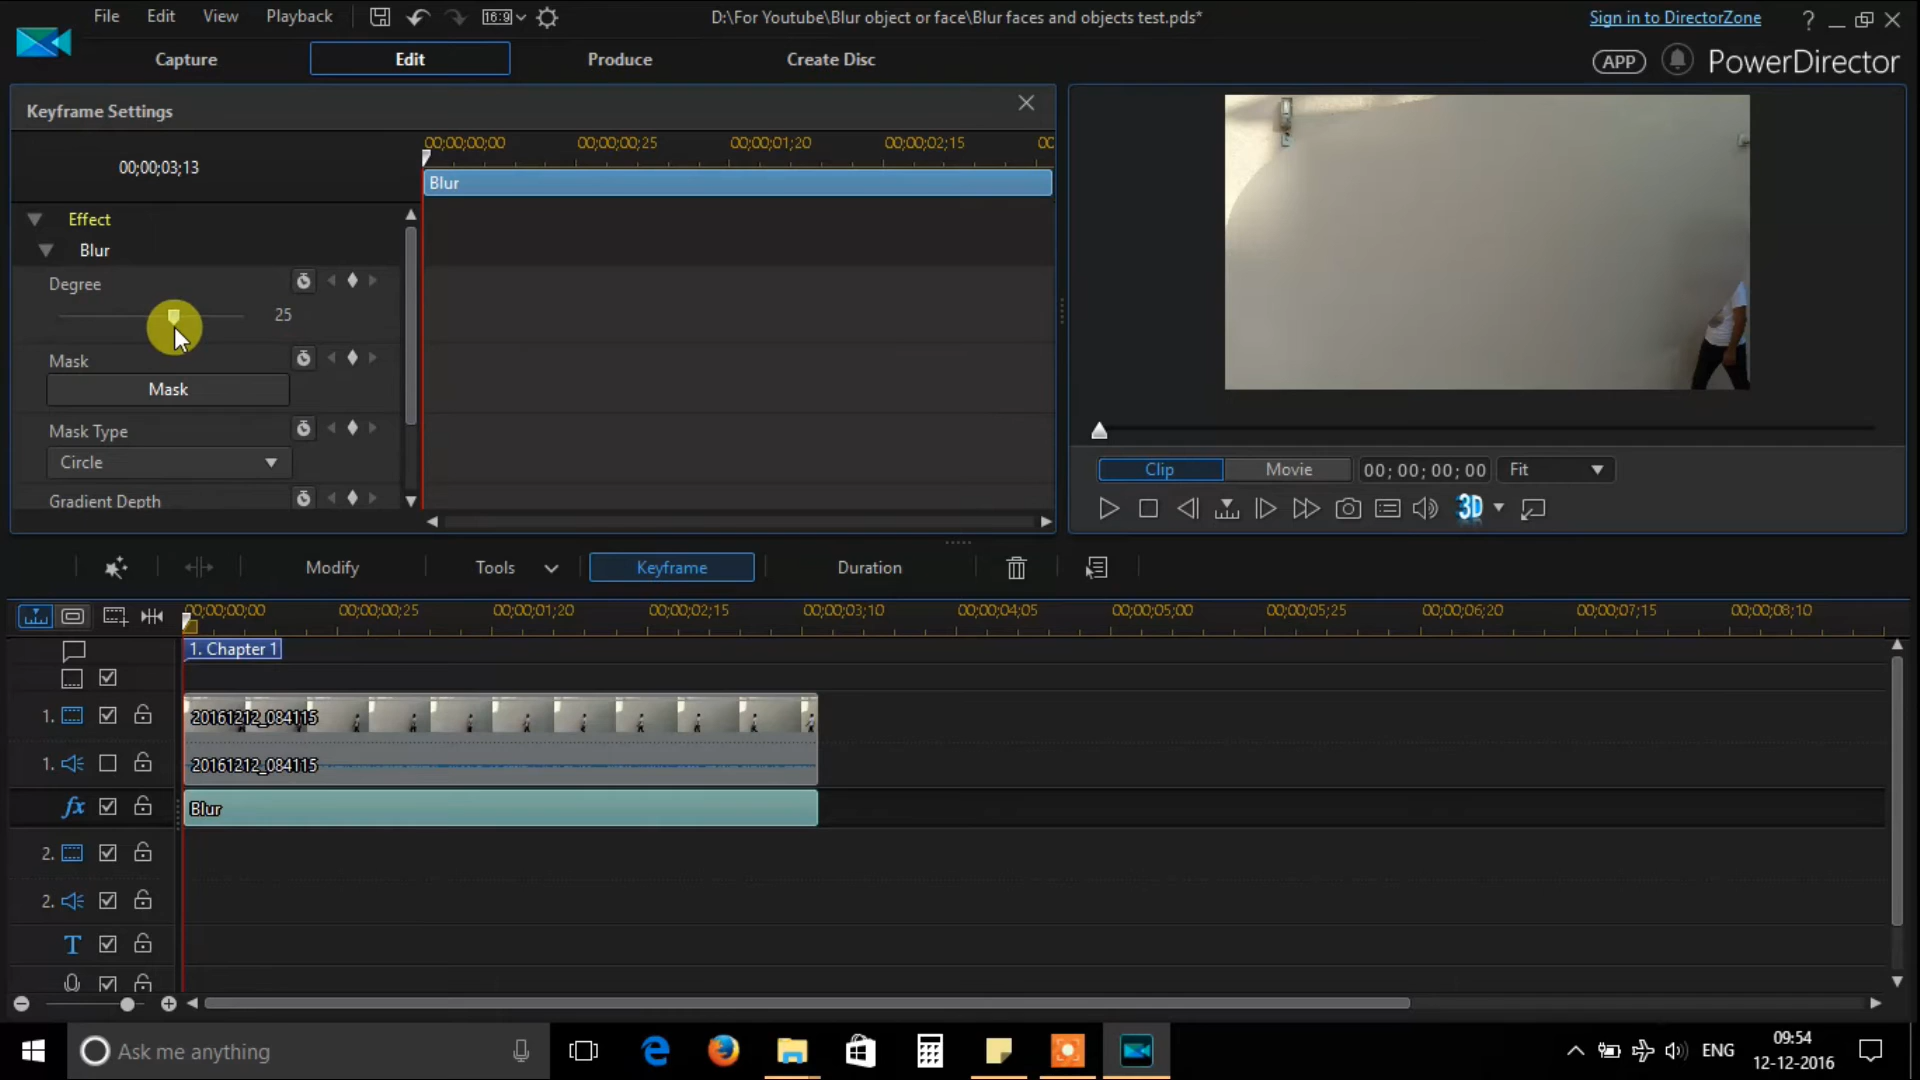 File Edit View Playback 16:9 D:\For Youtube\Blur object or face\Blur faces and objects test.pds* Sign in to DirectorZone ?
Capture Edit Produce Create Disc APP PowerDirector
Keyframe Settings
00;00;03;13 00;00;00;00 00;00;00;25 00;00;01;20 00;00;02;15 00
Blur
Effect
Blur
Degree
25
Mask
Mask
Mask Type
Circle
Gradient Depth
Clip Movie 00; 00; 00; 00 Fit
3D
Modify Tools Keyframe Duration
00;00;00;00 00;00;00;25 00;00;01;20 00;00;02;15 00;00;03;10 00;00;04;05 00;00;05;00 00;00;05;25 00;00;06;20 00;00;07;15 00;00;08;10
1. Chapter 1
1. 20161212_084115
1. 20161212_084115
fx Blur
2.
2.
T
Ask me anything ENG 09:54
12-12-2016